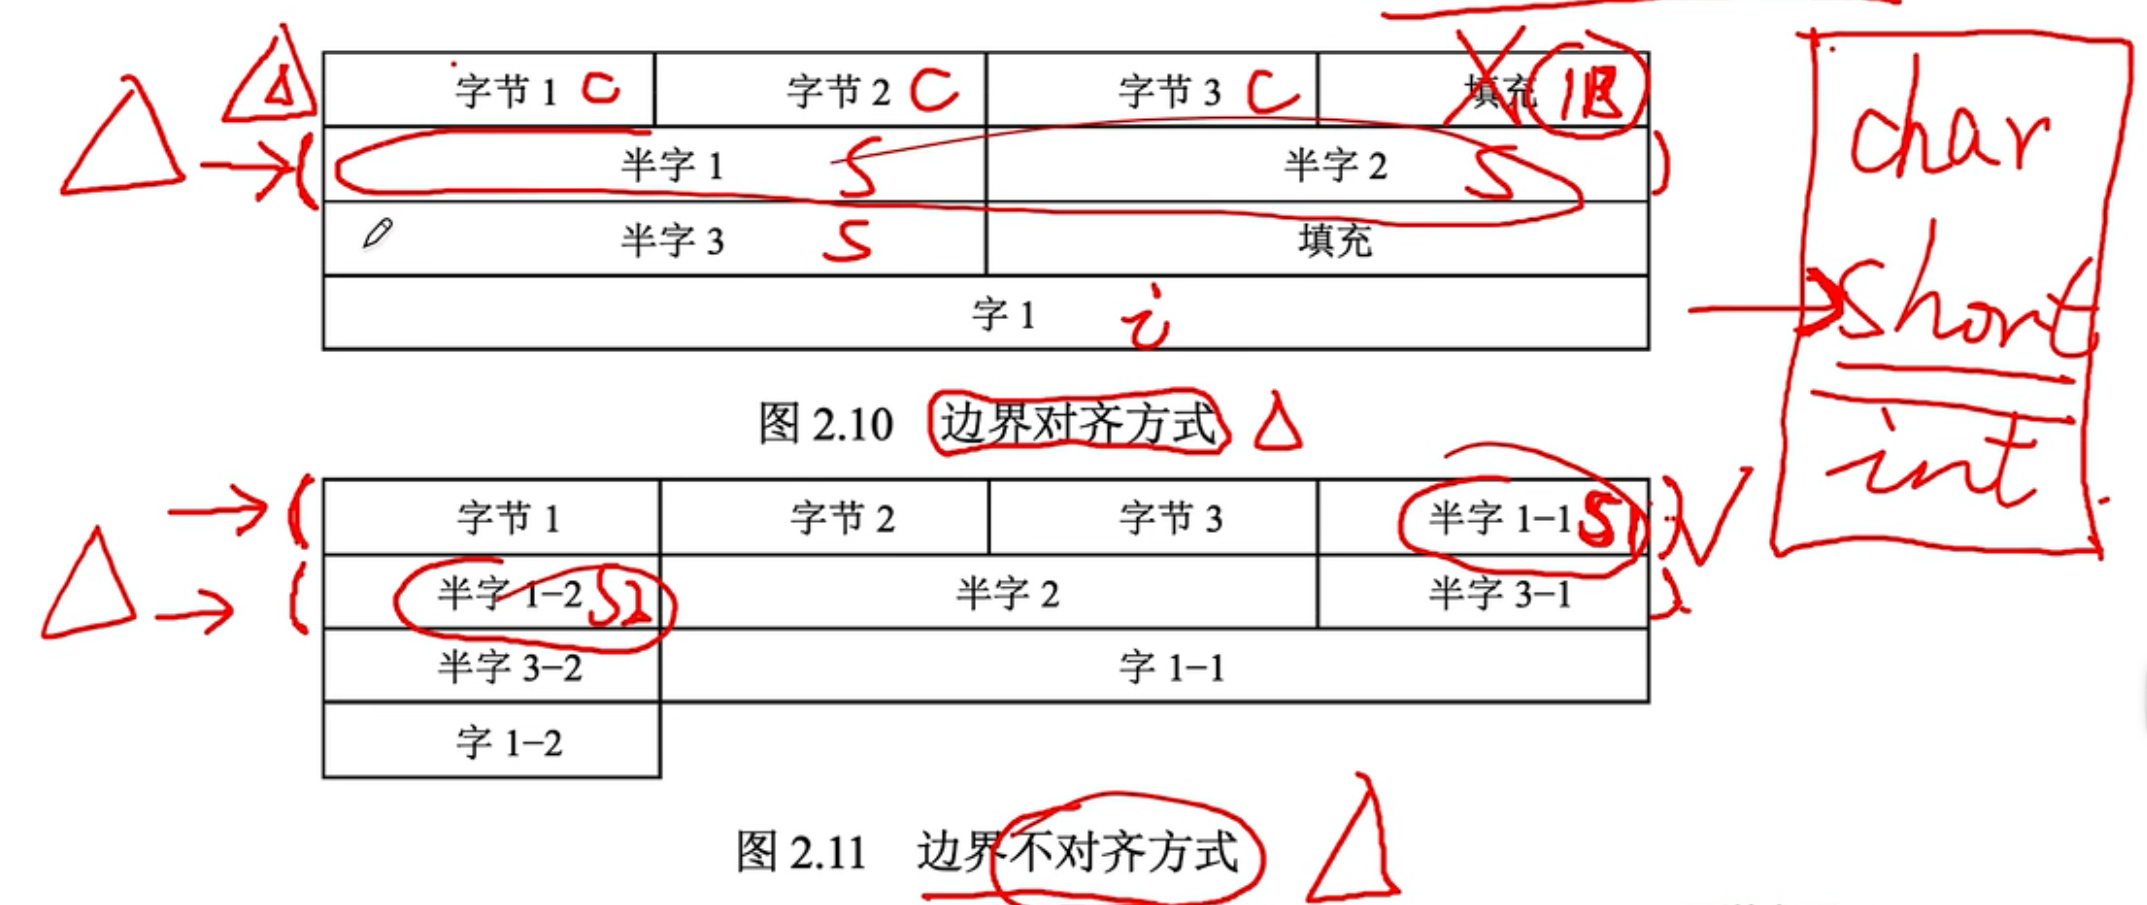 字节 1 C 字节 2 C 字节 3 C 填充 1B
半字 1 S 半字 2 S
半字 3 S 填充
字 1 i
char
short
int
图 2.10 边界对齐方式
字节 1 字节 2 字节 3 半字 1-1 S1
半字 1-2 S2 半字 2 半字 3-1
半字 3-2 字 1-1
字 1-2
图 2.11 边界不对齐方式